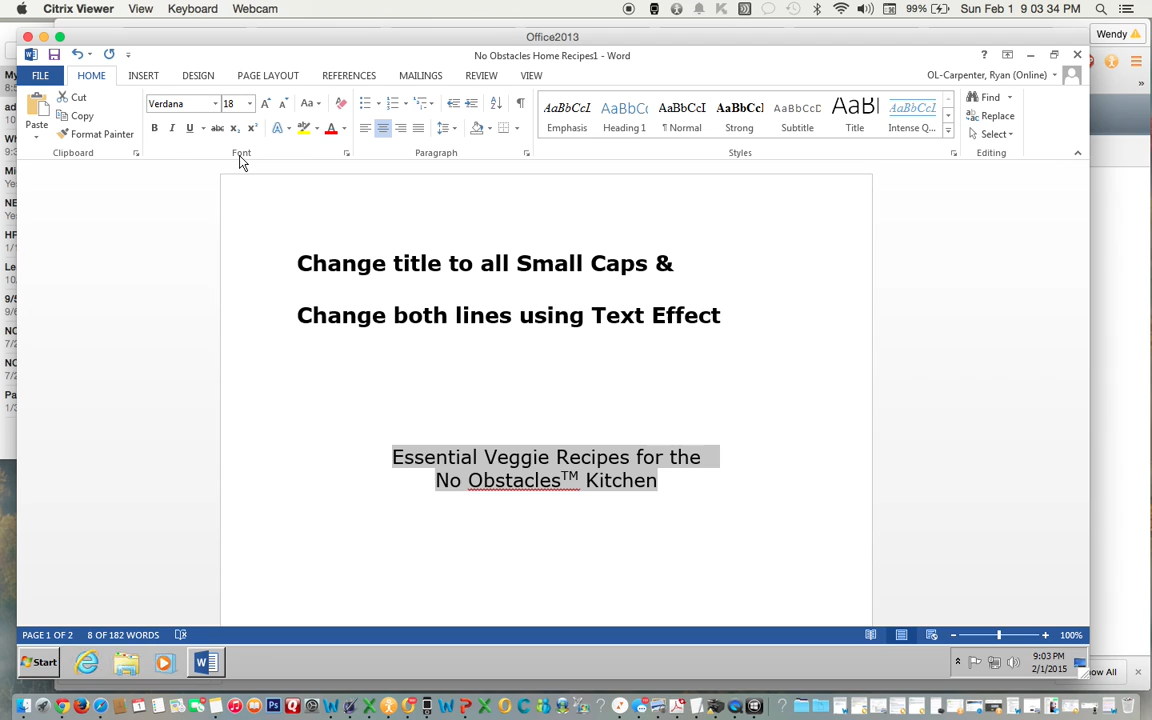 Citrix Viewer View Keyboard Webcam 99% Sun Feb 1 9 03 34 PM
Office2013
Wendy
No Obstacles Home Recipes1 - Word
FILE HOME INSERT DESIGN PAGE LAYOUT REFERENCES MAILINGS REVIEW VIEW OL-Carpenter, Ryan (Online)
Cut
Copy
Format Painter
Paste
Clipboard
Verdana 18
Font
Paragraph
AaBbCcI AaBbCc AaBbCcI AaBbCcI AaBbCcD AaBI AaBbCcI
Emphasis Heading 1 ¶ Normal Strong Subtitle Title Intense Q...
Styles
Find
Replace
Select
Editing
Change title to all Small Caps &
Change both lines using Text Effect
Essential Veggie Recipes for the
No Obstacles™ Kitchen
PAGE 1 OF 2 8 OF 182 WORDS 100%
Start
9:03 PM
2/1/2015